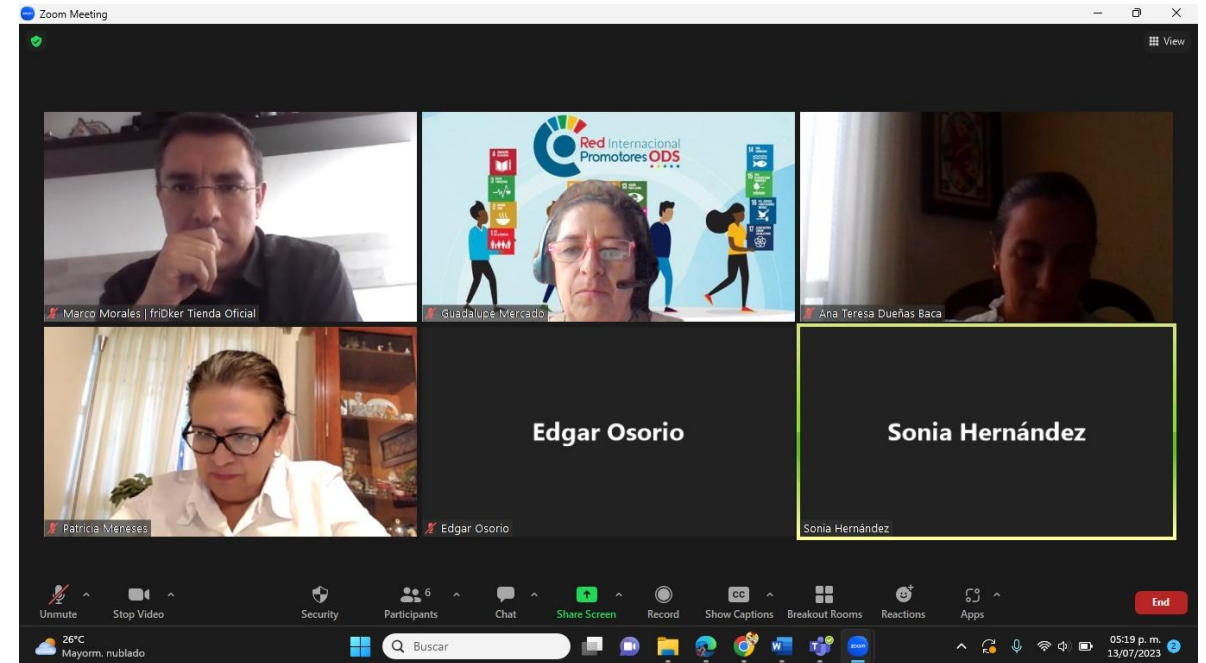 Zoom Meeting
View
Red Internacional
Promotores ODS
Marco Morales | friDker Tienda Oficial
Guadalupe Mercado
Ana Teresa Dueñas Baca
Patricia Meneses
Edgar Osorio
Edgar Osorio
Sonia Hernández
Sonia Hernández
6
Unmute
Stop Video
Security
Participants
Chat
Share Screen
CC
Record
Show Captions
Breakout Rooms
Reactions
Apps
End
26°C
Mayorm. nublado
Buscar
05:19 p. m.
13/07/2023
2